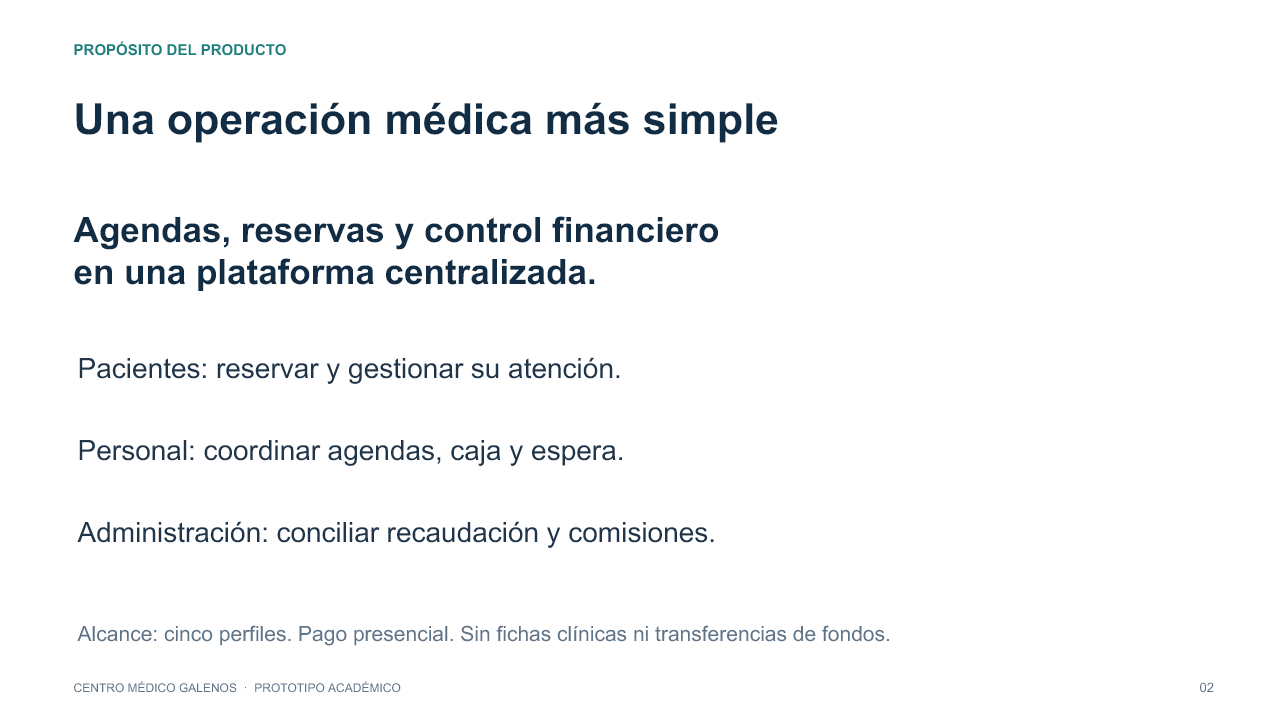 PROPÓSITO DEL PRODUCTO
Una operación médica más simple
Agendas, reservas y control financiero
en una plataforma centralizada.
Pacientes: reservar y gestionar su atención.
Personal: coordinar agendas, caja y espera.
Administración: conciliar recaudación y comisiones.
Alcance: cinco perfiles. Pago presencial. Sin fichas clínicas ni transferencias de fondos.
CENTRO MÉDICO GALENOS · PROTOTIPO ACADÉMICO
02